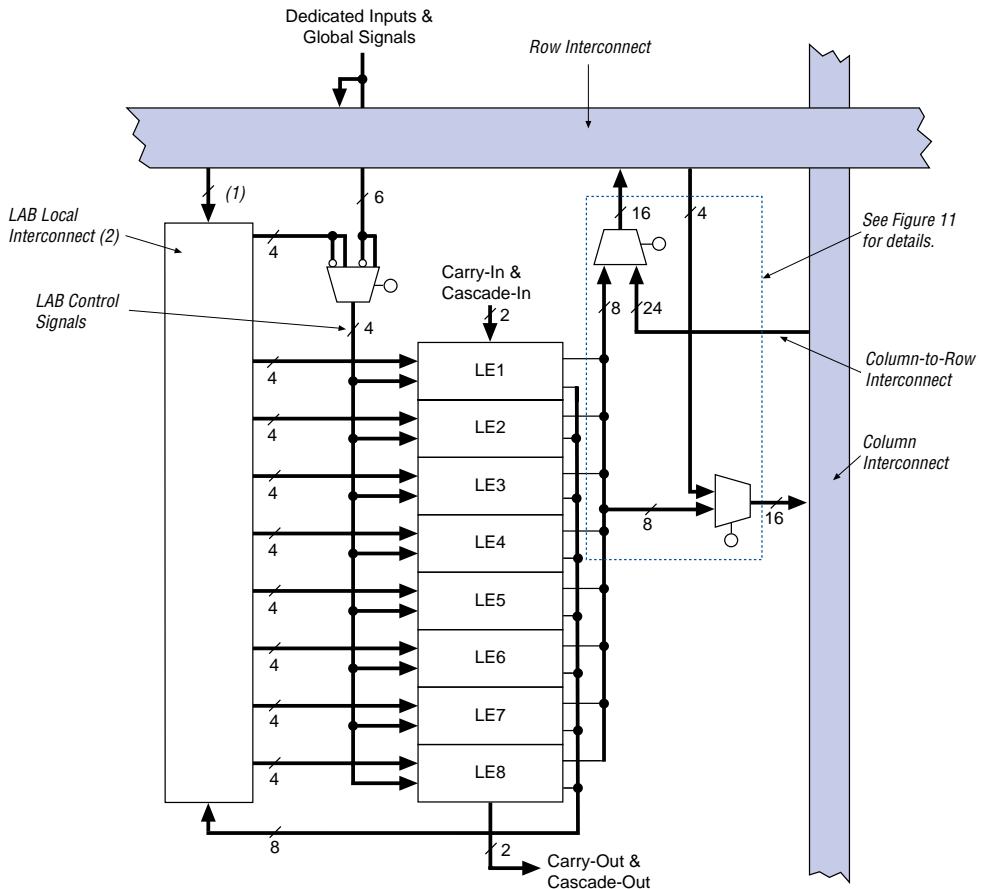 Dedicated Inputs &
Global Signals
Row Interconnect
(1)
6
16
4
See Figure 11
for details.
LAB Local
Interconnect (2)
4
Carry-In &
Cascade-In
LAB Control
Signals
4
2
8
24
Column-to-Row
Interconnect
4
LE1
4
LE2
Column
Interconnect
4
LE3
8
16
4
LE4
4
LE5
4
LE6
4
LE7
4
LE8
8
2
Carry-Out &
Cascade-Out